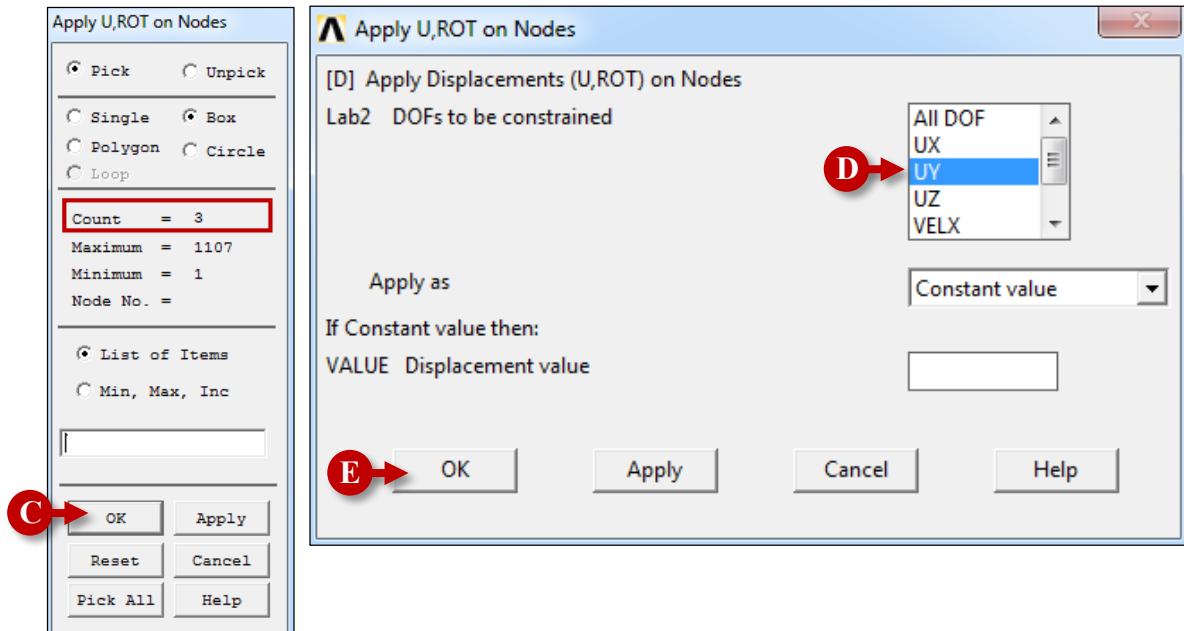 Apply U,ROT on Nodes
Pick Unpick
Single Box
Polygon Circle
Loop
Count = 3
Maximum = 1107
Minimum = 1
Node No. =
List of Items
Min, Max, Inc
C
OK Apply
Reset Cancel
Pick All Help
Apply U,ROT on Nodes
[D] Apply Displacements (U,ROT) on Nodes
Lab2 DOFs to be constrained
All DOF
UX
D
UY
UZ
VELX
Apply as
Constant value
If Constant value then:
VALUE Displacement value
E
OK Apply Cancel Help